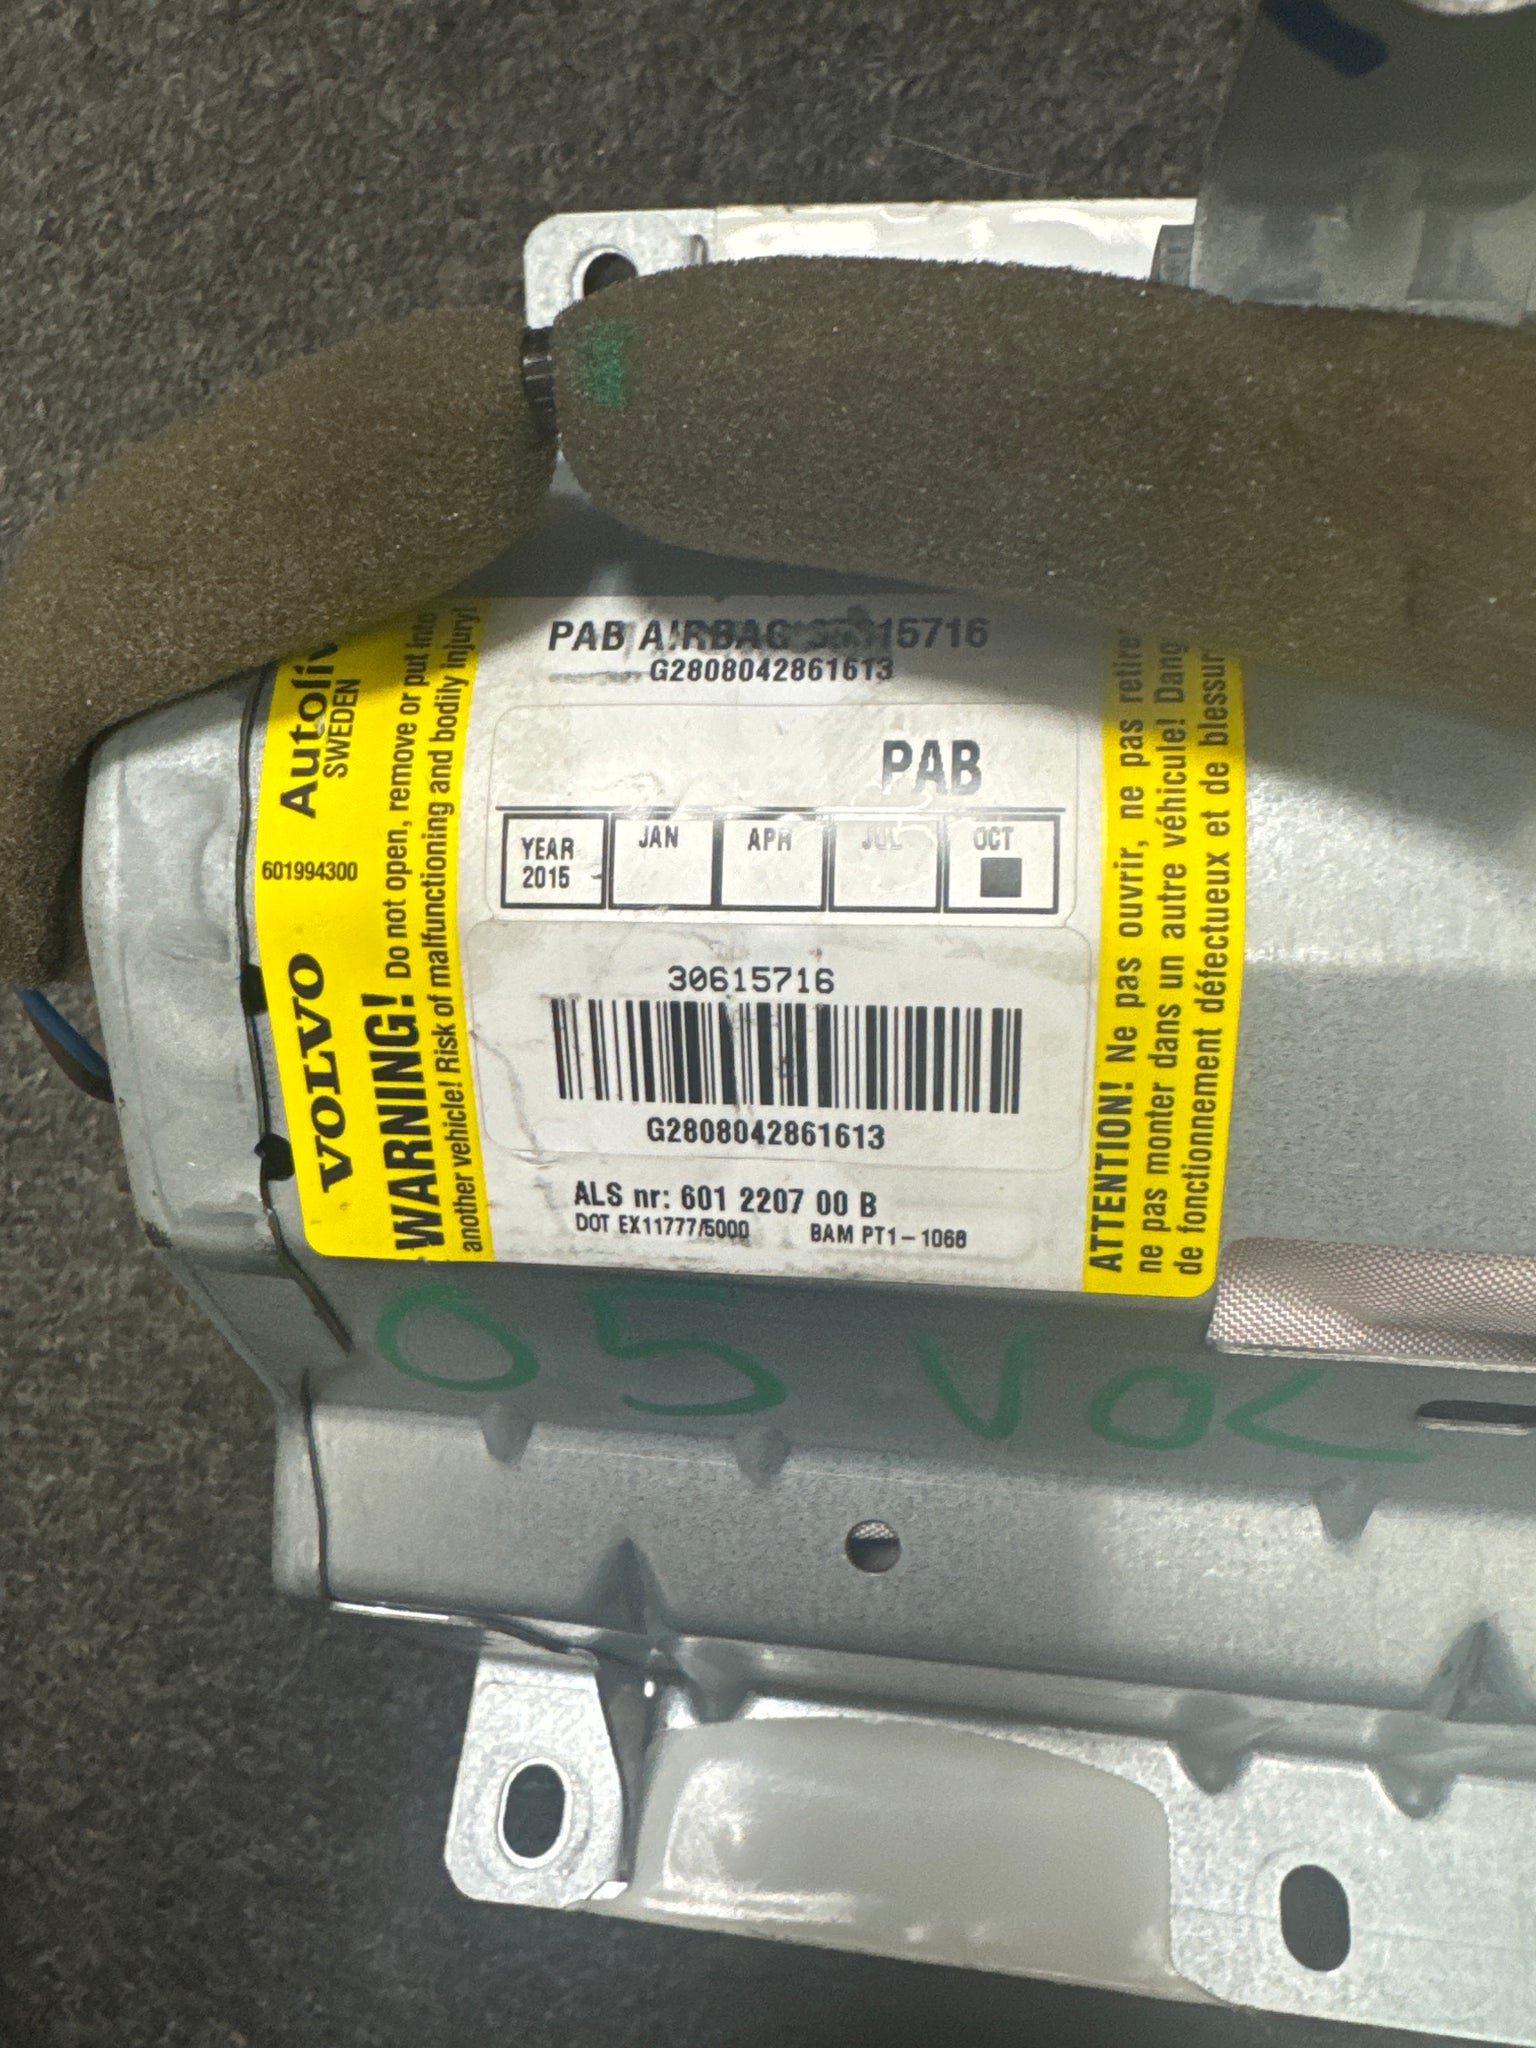 PAB AIRBAG 30615716
G2808042861613
PAB
YEAR 2015
JAN
APR
JUL
OCT
30615716
G2808042861613
ALS nr: 601 2207 00 B
DOT EX11777/5000 BAM PT1-1068
Autoliv
SWEDEN
601994300
VOLVO
WARNING! Do not open, remove or put into
another vehicle! Risk of malfunctioning and bodily injury!
ATTENTION! Ne pas ouvrir, ne pas retire
ne pas monter dans un autre véhicule! Dang
de fonctionnement défectueux et de blessur
05 VOL